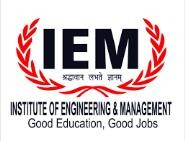 IEM
श्रद्धावान लभते ज्ञानम्
INSTITUTE OF ENGINEERING & MANAGEMENT
Good Education, Good Jobs